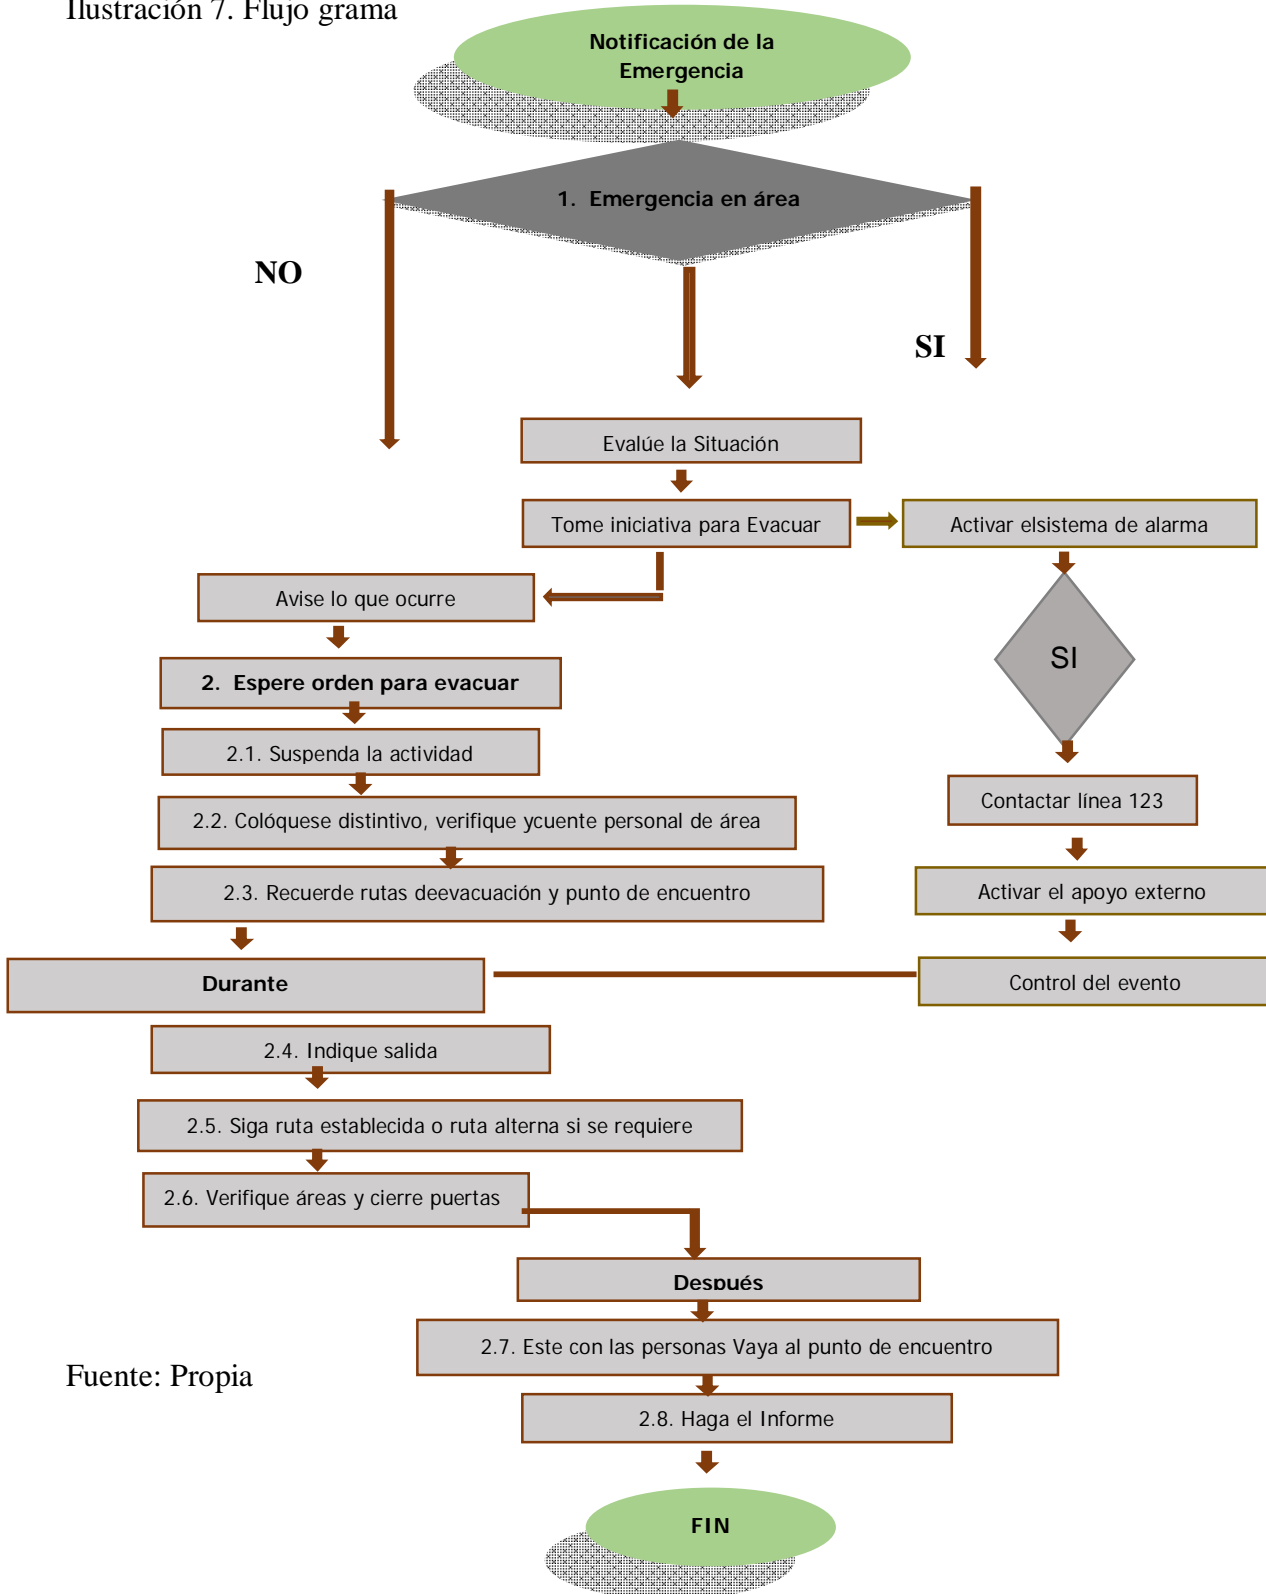 Ilustración 7. Flujo grama
Notificación de la
Emergencia
1. Emergencia en área
NO
SI
Evalúe la Situación
Tome iniciativa para Evacuar
Activar elsistema de alarma
Avise lo que ocurre
SI
2. Espere orden para evacuar
2.1. Suspenda la actividad
Contactar línea 123
2.2. Colóquese distintivo, verifique ycuente personal de área
2.3. Recuerde rutas deevacuación y punto de encuentro
Activar el apoyo externo
Durante
Control del evento
2.4. Indique salida
2.5. Siga ruta establecida o ruta alterna si se requiere
2.6. Verifique áreas y cierre puertas
Después
2.7. Este con las personas Vaya al punto de encuentro
Fuente: Propia
2.8. Haga el Informe
FIN